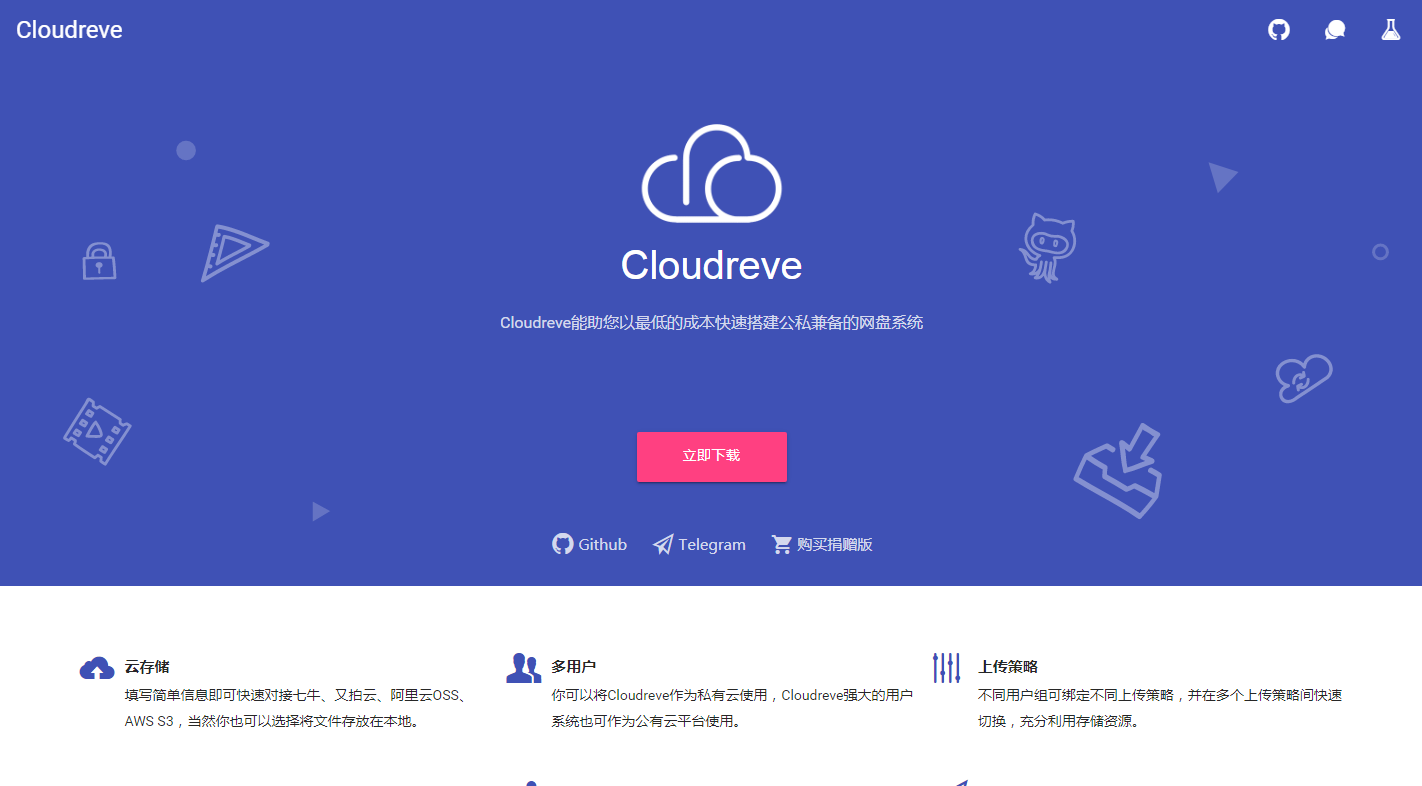 Cloudreve
Cloudreve
Cloudreve能助您以最低的成本快速搭建公私兼备的网盘系统
立即下载
Github
Telegram
购买捐赠版
云存储
填写简单信息即可快速对接七牛、又拍云、阿里云OSS、
AWS S3，当然你也可以选择将文件存放在本地。
多用户
你可以将Cloudreve作为私有云使用，Cloudreve强大的用户
系统也可作为公有云平台使用。
上传策略
不同用户组可绑定不同上传策略，并在多个上传策略间快速
切换，充分利用存储资源。